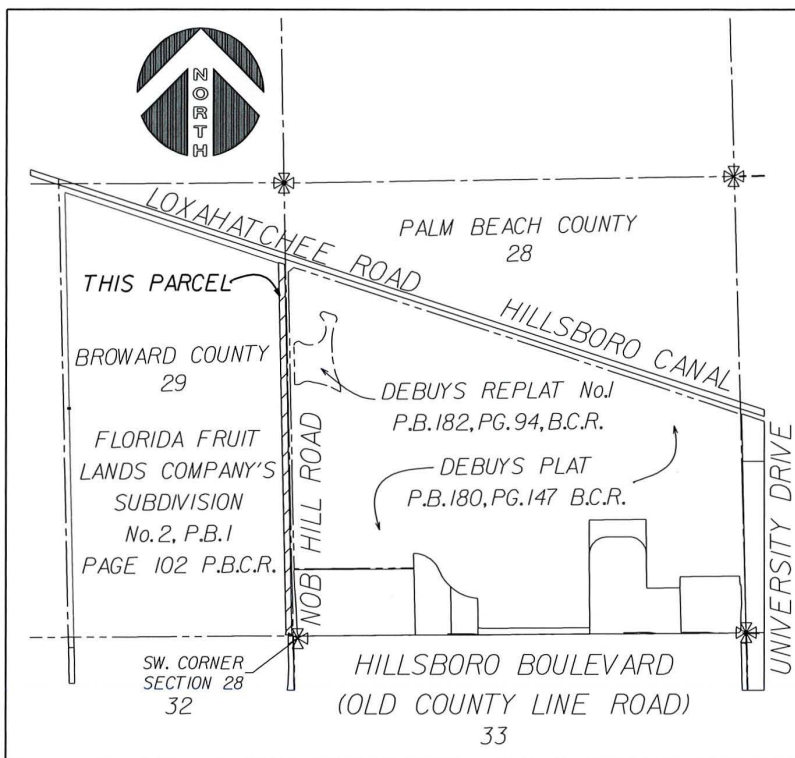 NORTH
LOXAHATCHEE ROAD
PALM BEACH COUNTY
28
THIS PARCEL
HILLSBORO CANAL
BROWARD COUNTY
29
DEBUYS REPLAT No.1
P.B.182, PG.94, B.C.R.
FLORIDA FRUIT
LANDS COMPANY'S
SUBDIVISION
No.2, P.B.1
PAGE 102 P.B.C.R.
DEBUYS PLAT
P.B.180, PG.147 B.C.R.
NOB HILL ROAD
UNIVERSITY DRIVE
SW. CORNER
SECTION 28
32
HILLSBORO BOULEVARD
(OLD COUNTY LINE ROAD)
33